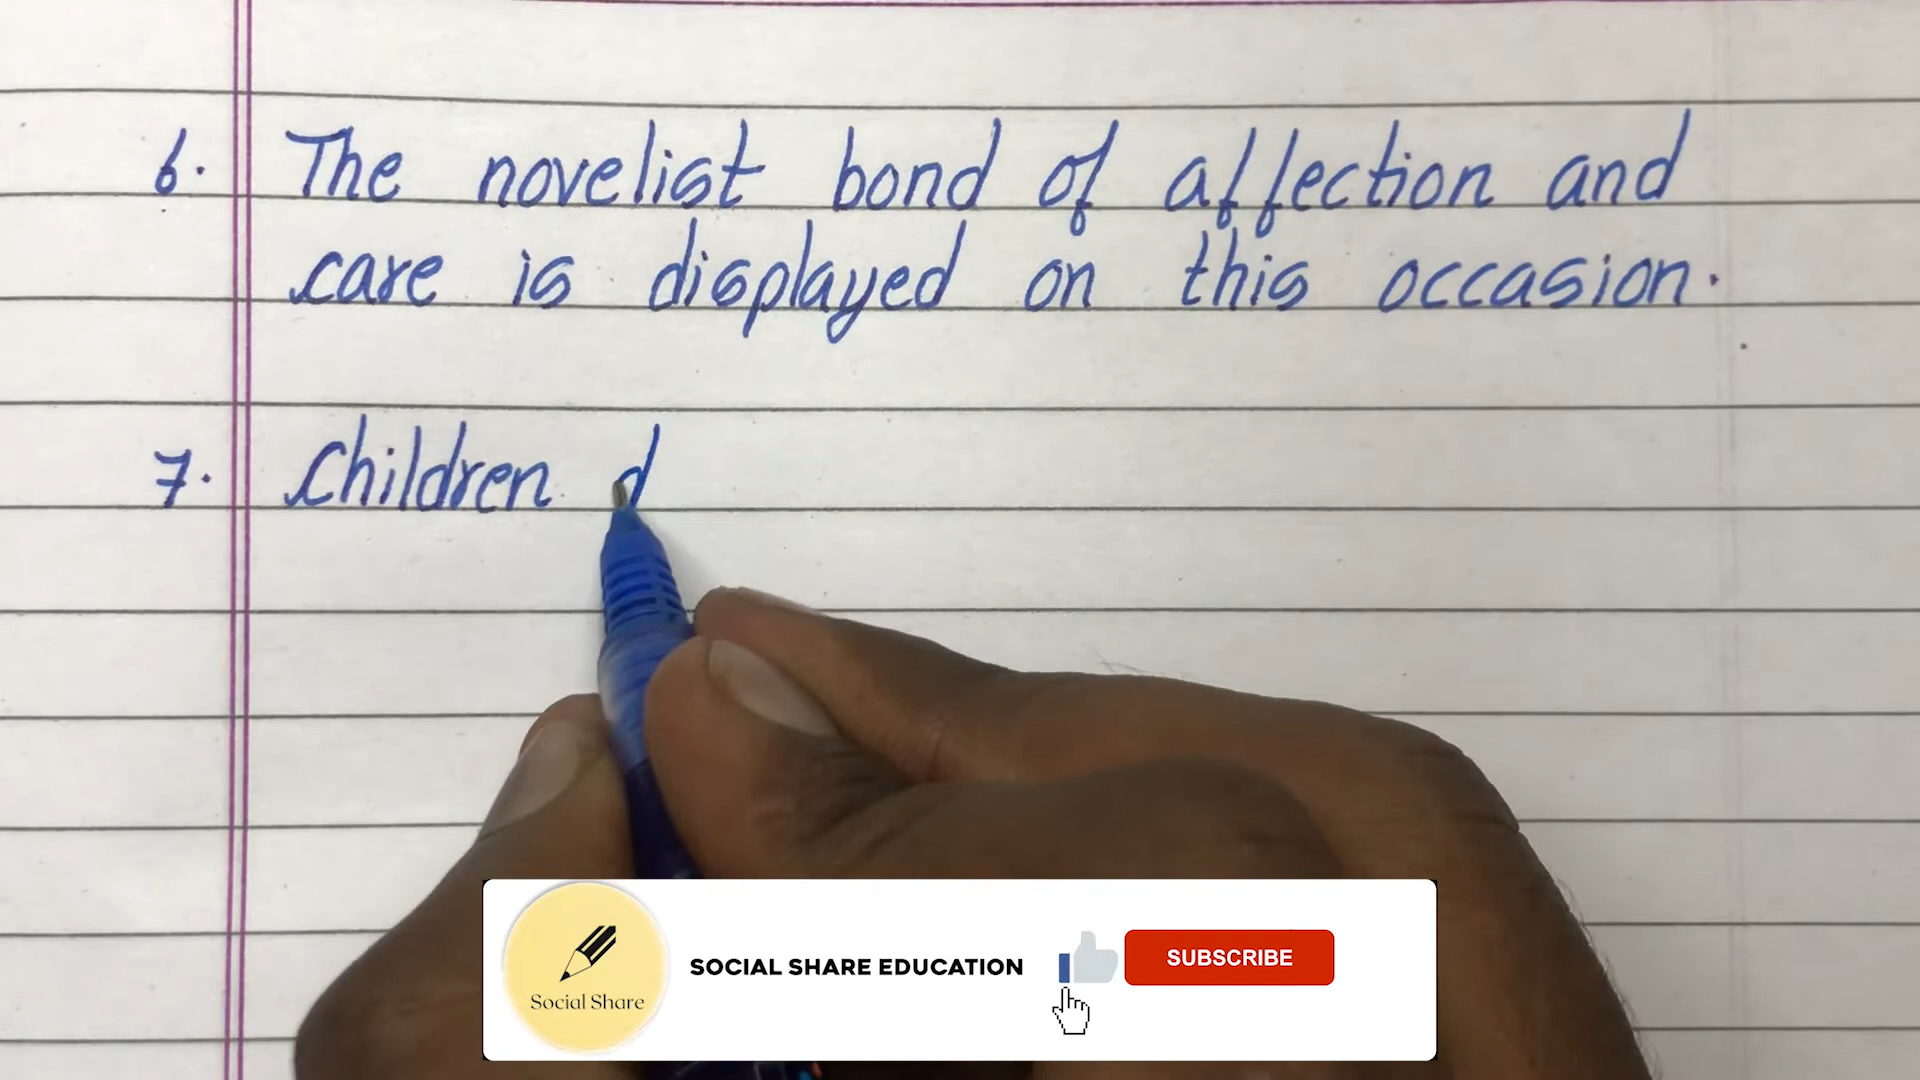 6. The novelist bond of affection and
care is displayed on this occasion.
7. Children d
Social Share
SOCIAL SHARE EDUCATION
SUBSCRIBE